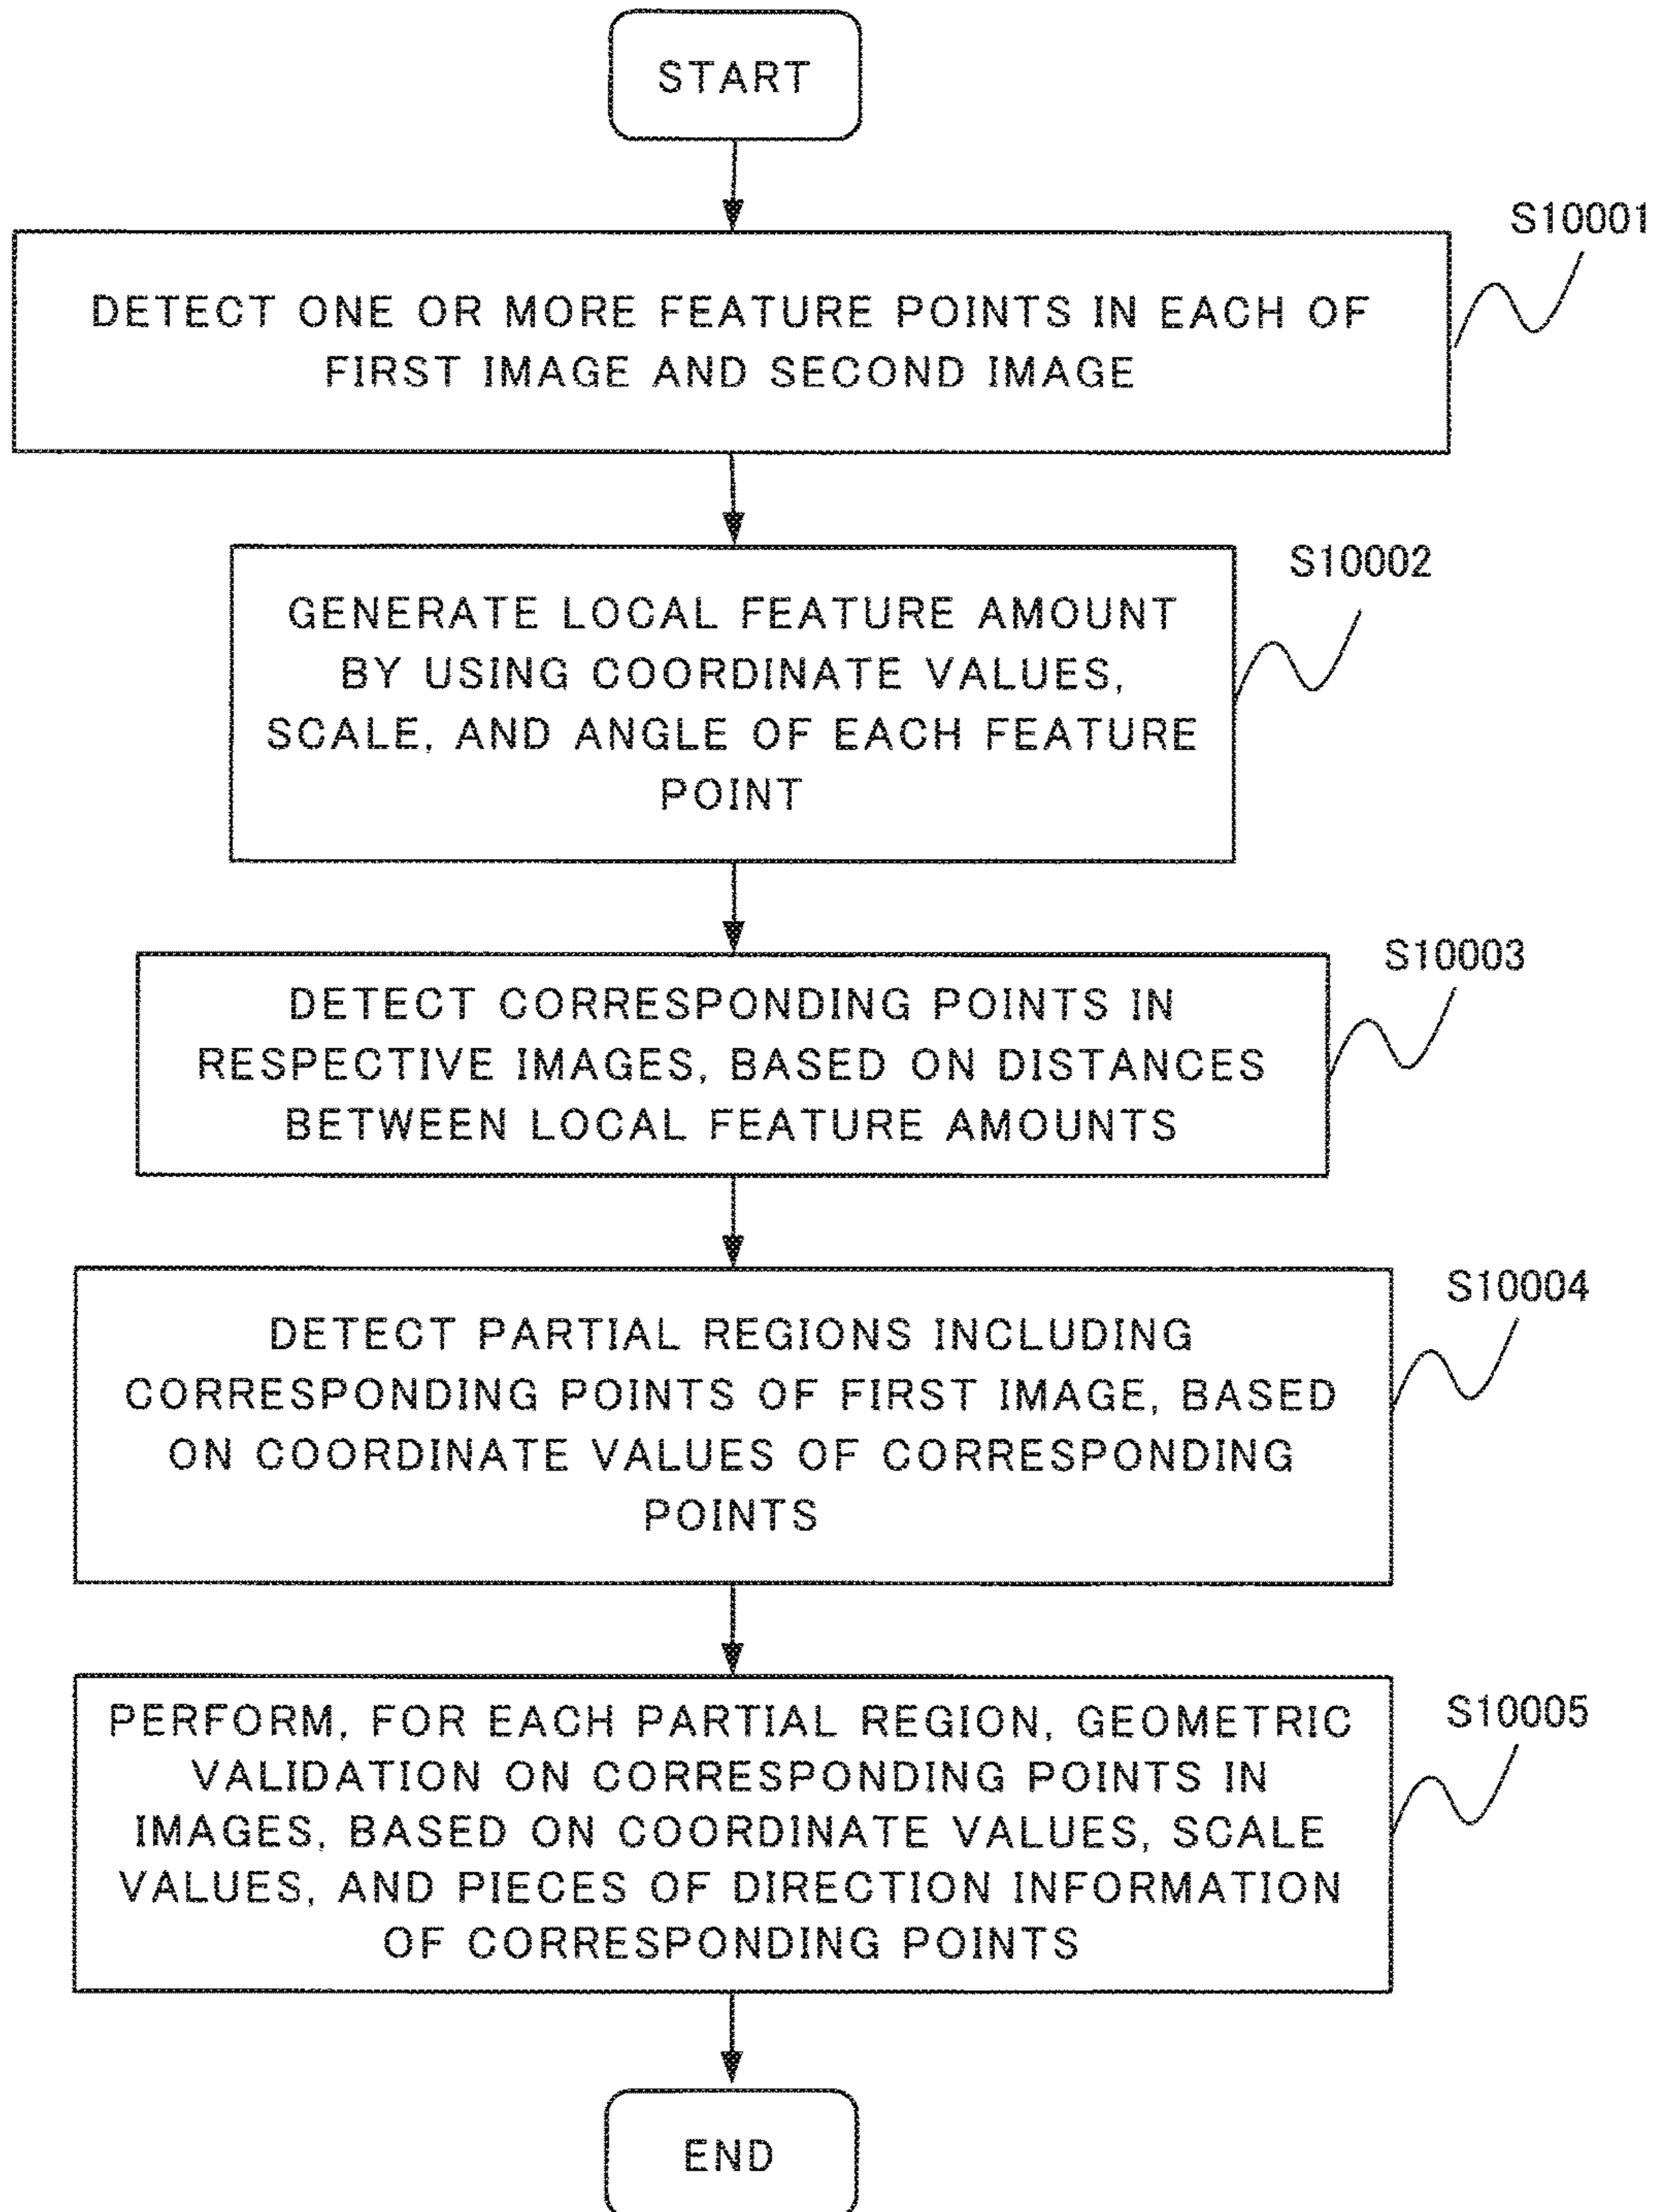 START
S10001
DETECT ONE OR MORE FEATURE POINTS IN EACH OF
FIRST IMAGE AND SECOND IMAGE
S10002
GENERATE LOCAL FEATURE AMOUNT
BY USING COORDINATE VALUES,
SCALE, AND ANGLE OF EACH FEATURE
POINT
S10003
DETECT CORRESPONDING POINTS IN
RESPECTIVE IMAGES, BASED ON DISTANCES
BETWEEN LOCAL FEATURE AMOUNTS
S10004
DETECT PARTIAL REGIONS INCLUDING
CORRESPONDING POINTS OF FIRST IMAGE, BASED
ON COORDINATE VALUES OF CORRESPONDING
POINTS
S10005
PERFORM, FOR EACH PARTIAL REGION, GEOMETRIC
VALIDATION ON CORRESPONDING POINTS IN
IMAGES, BASED ON COORDINATE VALUES, SCALE
VALUES, AND PIECES OF DIRECTION INFORMATION
OF CORRESPONDING POINTS
END